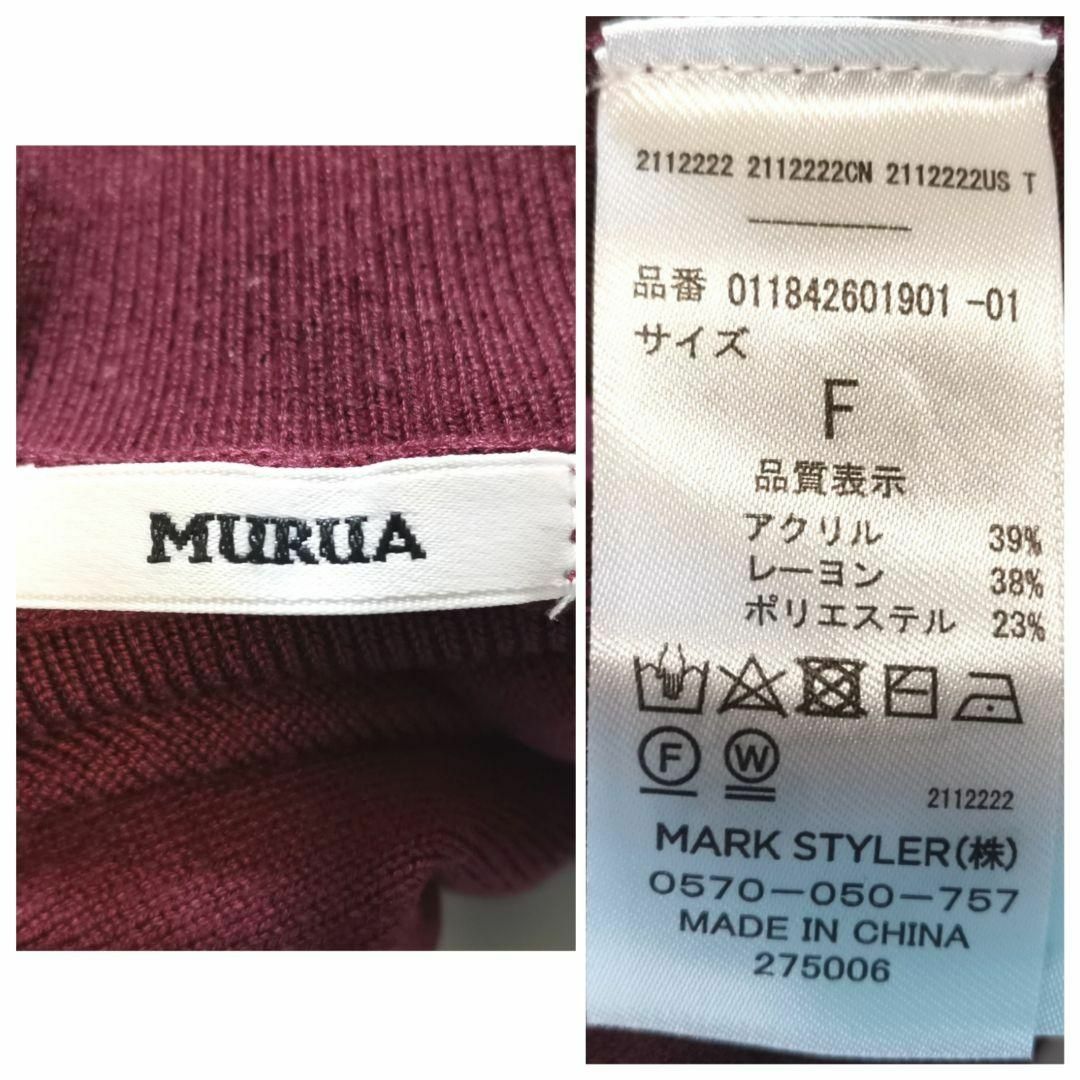 MURUA
2112222 2112222CN 2112222US T
品番 011842601901 -01
サイズ
F
品質表示
アクリル 39%
レーヨン 38%
ポリエステル 23%
F W
2112222
MARK STYLER(株)
0570-050-757
MADE IN CHINA
275006